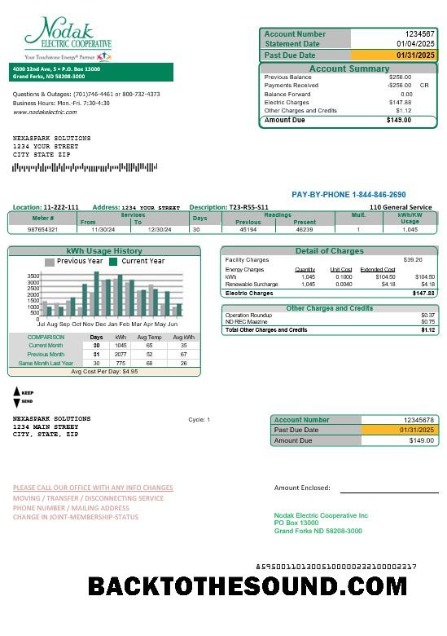 Nodak
ELECTRIC COOPERATIVE
Your Touchstone Energy® Partner
4000 32nd Ave, S • P.O. Box 13000
Grand Forks, ND 58208-3000
Questions & Outages: (701)746-4461 or 800-732-4373
Business Hours: Mon.-Fri. 7:30-4:30
www.nodakelectric.com
Account Number 1234567
Statement Date 01/04/2025
Past Due Date 01/31/2025
Account Summary
Previous Balance $256.00
Payments Received -$256.00 CR
Balance Forward 0.00
Electric Charges $147.88
Other Charges and Credits $1.12
Amount Due $149.00
NEXASPARK SOLUTIONS
1234 YOUR STREET
CITY STATE ZIP
PAY-BY-PHONE 1-844-846-2690
Location: 11-222-111 Address: 1234 YOUR STREET Description: T23-R55-S11 110 General Service
Meter # Services Days Readings Mult. kWh/KW Usage
From To Previous Present
987654321 11/30/24 12/30/24 30 45194 46239 1 1,045
kWh Usage History
Previous Year Current Year
3500
3000
2500
2000
1500
1000
500
0
Jul Aug Sep Oct Nov Dec Jan Feb Mar Apr May Jun
COMPARISON Days kWh Avg Temp Avg kWh
Current Month 30 1045 65 35
Previous Month 31 2077 52 67
Same Month Last Year 30 775 68 26
Avg Cost Per Day: $4.95
Detail of Charges
Facility Charges $39.20
Energy Charges Quantity Unit Cost Extended Cost
kWh 1,045 0.1000 $104.50 $104.50
Renewable Surcharge 1,045 0.0040 $4.18 $4.18
Electric Charges $147.88
Other Charges and Credits
Operation Roundup $0.37
ND REC Magazine $0.75
Total Other Charges and Credits $1.12
KEEP
SEND
NEXASPARK SOLUTIONS
1234 MAIN STREET
CITY, STATE, ZIP
Cycle: 1
Account Number 12345678
Past Due Date 01/31/2025
Amount Due $149.00
PLEASE CALL OUR OFFICE WITH ANY INFO CHANGES
MOVING / TRANSFER / DISCONNECTING SERVICE
PHONE NUMBER / MAILING ADDRESS
CHANGE IN JOINT-MEMBERSHIP-STATUS
Amount Enclosed:
Nodak Electric Cooperative Inc
PO Box 13000
Grand Forks ND 58208-3000
BACKTOTHESOUND.COM